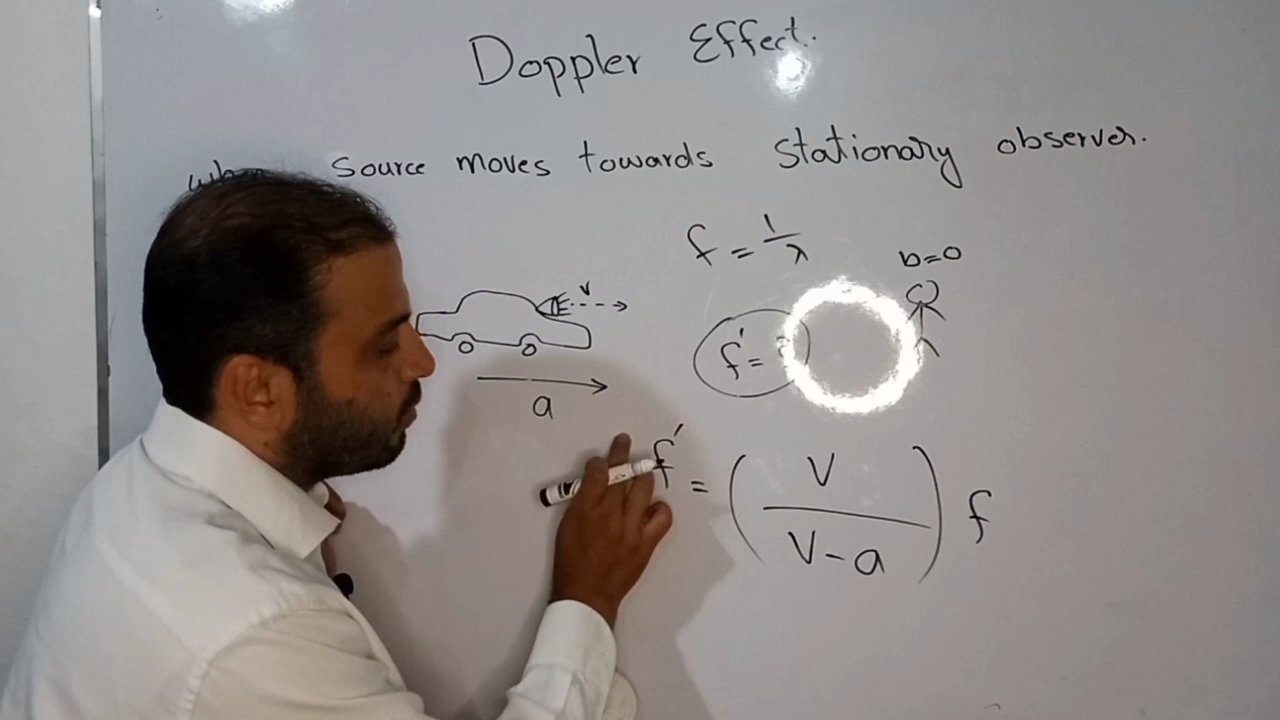 Doppler Effect.
Source moves towards stationary observer.
f = 1/λ
b=0
v
f' =
a
f' = (V / V-a) f